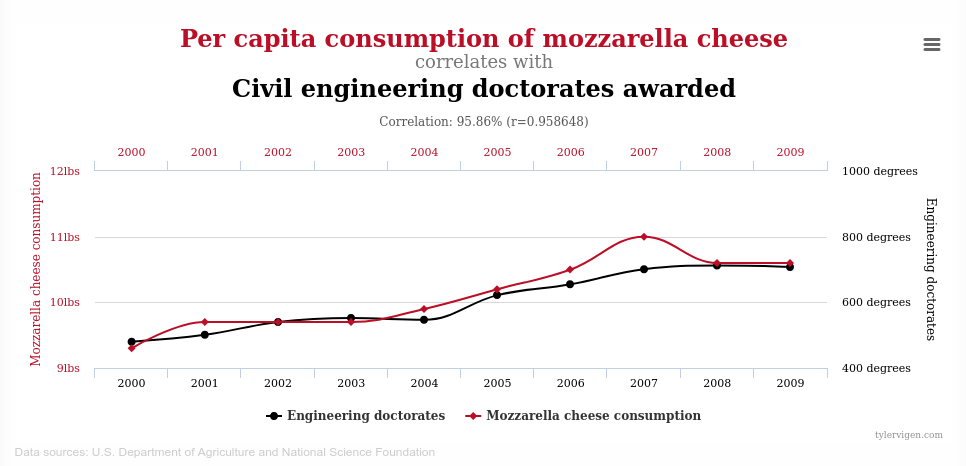 Per capita consumption of mozzarella cheese
correlates with
Civil engineering doctorates awarded
Correlation: 95.86% (r=0.958648)
2000 2001 2002 2003 2004 2005 2006 2007 2008 2009
Mozzarella cheese consumption
12lbs
11lbs
10lbs
9lbs
1000 degrees
800 degrees
600 degrees
400 degrees
Engineering doctorates
2000 2001 2002 2003 2004 2005 2006 2007 2008 2009
Engineering doctorates Mozzarella cheese consumption
tylervigen.com
Data sources: U.S. Department of Agriculture and National Science Foundation